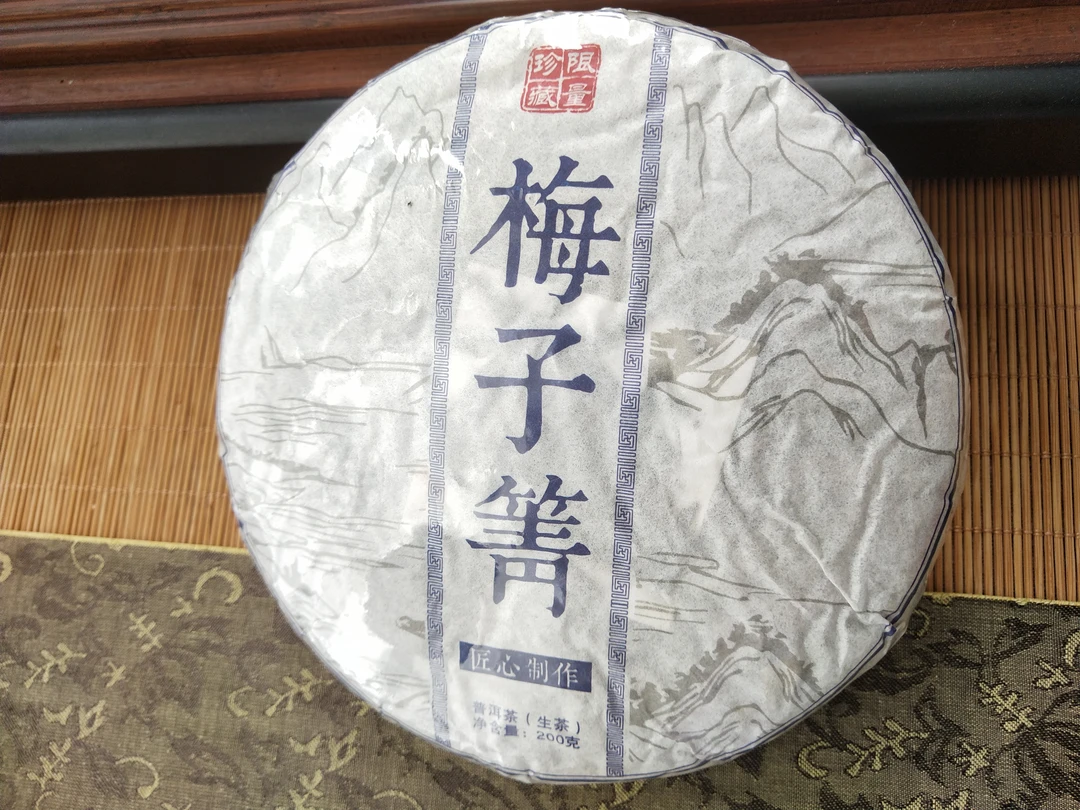 限量
珍藏
梅子箐
匠心制作
普洱茶(生茶)
净含量:200克